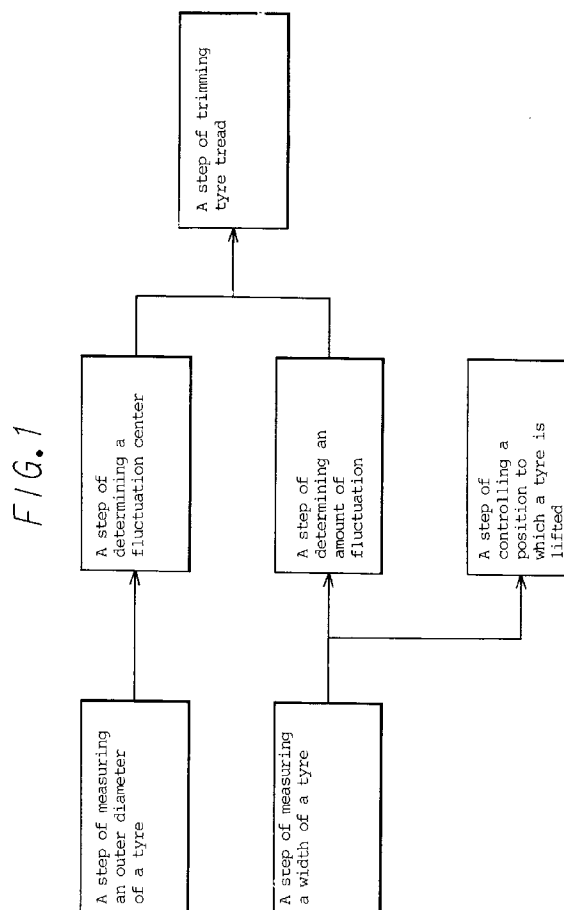 FIG.1
A step of measuring
an outer diameter
of a tyre
A step of
determining a
fluctuation center
A step of trimming
tyre tread
A step of measuring
a width of a tyre
A step of
determining an
amount of
fluctuation
A step of
controlling a
position to
which a tyre is
lifted